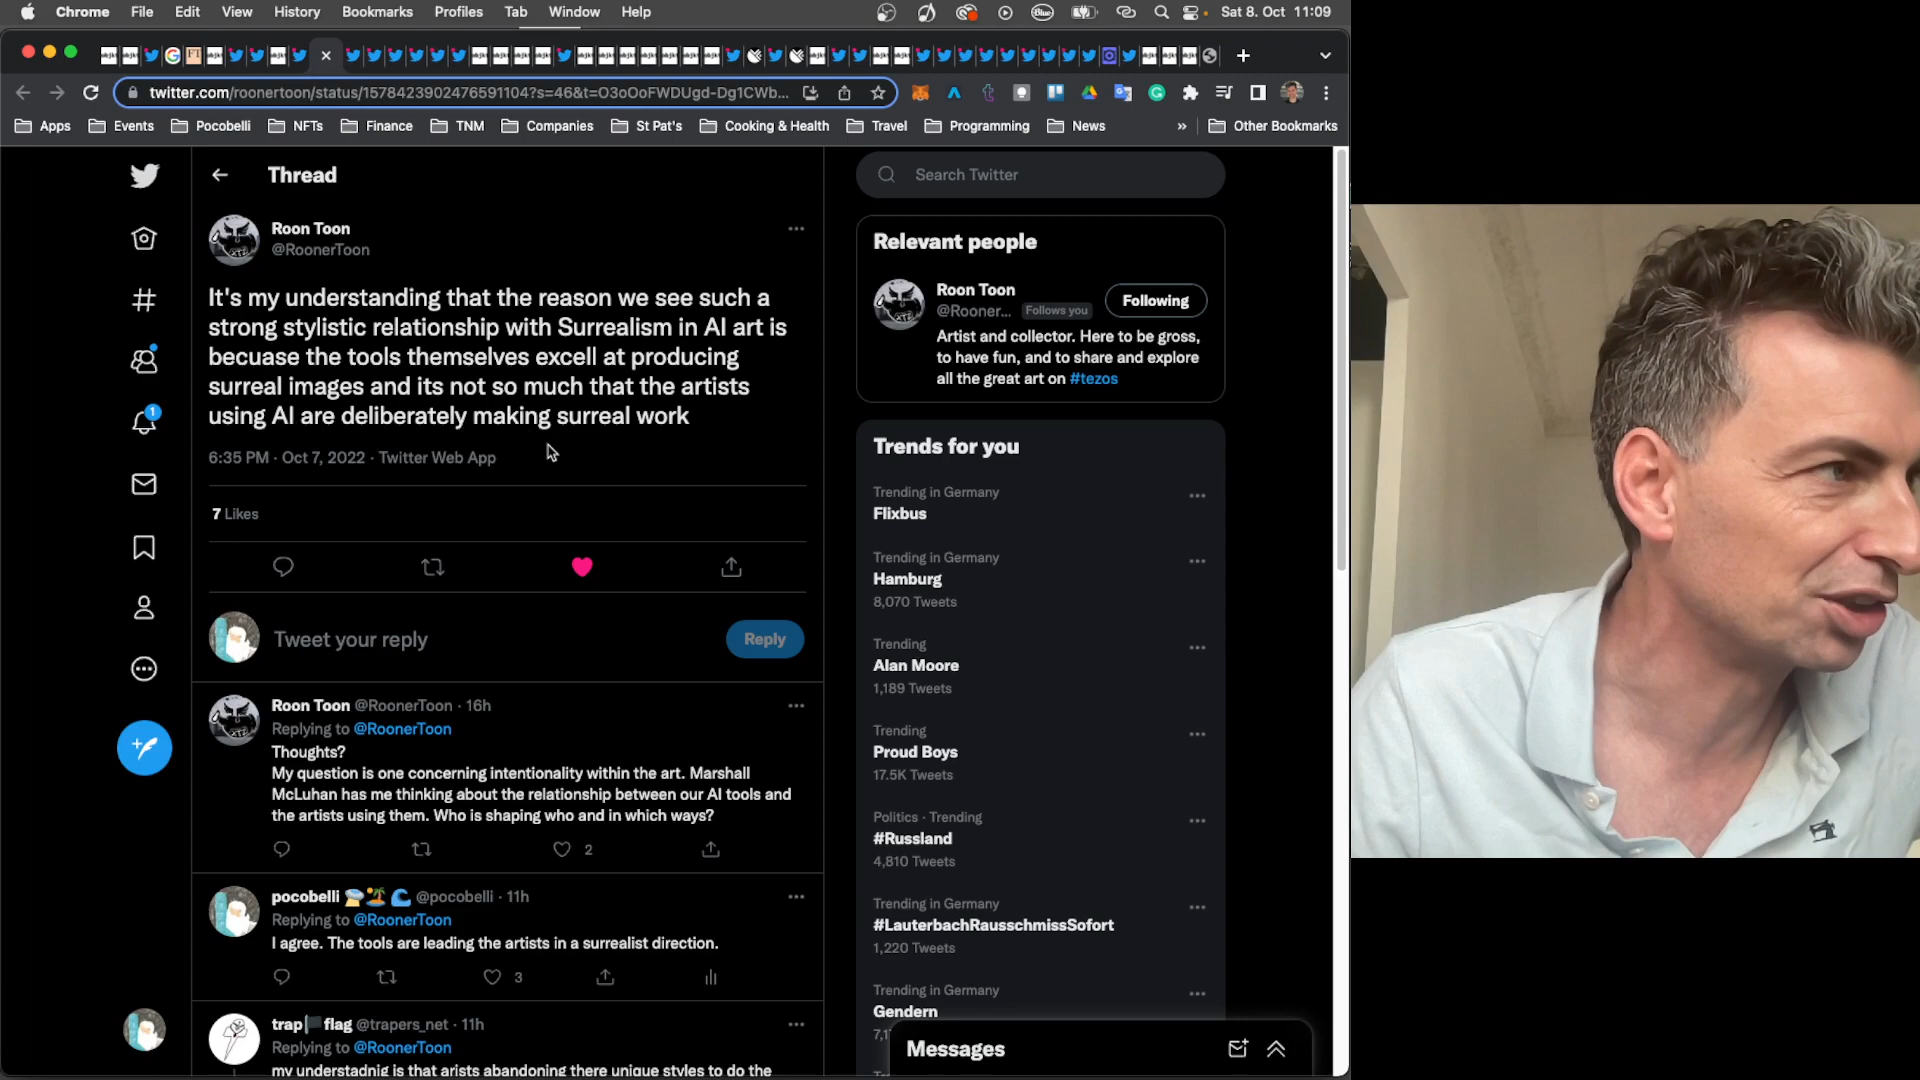 Chrome File Edit View History Bookmarks Profiles Tab Window Help
Sat 8. Oct 11:09
twitter.com/roonertoon/status/1578423902476591104?s=46&t=O3oOoFWDUgd-Dg1CWb...
Apps Events Pocobelli NFTs Finance TNM Companies St Pat's Cooking & Health Travel Programming News » Other Bookmarks
Thread
Roon Toon
@RoonerToon
It's my understanding that the reason we see such a
strong stylistic relationship with Surrealism in AI art is
becuase the tools themselves excell at producing
surreal images and its not so much that the artists
using AI are deliberately making surreal work
6:35 PM · Oct 7, 2022 · Twitter Web App
7 Likes
Tweet your reply
Reply
Roon Toon @RoonerToon · 16h
Replying to @RoonerToon
Thoughts?
My question is one concerning intentionality within the art. Marshall
McLuhan has me thinking about the relationship between our AI tools and
the artists using them. Who is shaping who and in which ways?
2
pocobelli @pocobelli · 11h
Replying to @RoonerToon
I agree. The tools are leading the artists in a surrealist direction.
3
trap flag @trapers_net · 11h
Replying to @RoonerToon
my understadnig is that arists abandoning there unique styles to do the
1
Search Twitter
Relevant people
Roon Toon
@Rooner... Follows you
Following
Artist and collector. Here to be gross,
to have fun, and to share and explore
all the great art on #tezos
Trends for you
Trending in Germany
Flixbus
Trending in Germany
Hamburg
8,070 Tweets
Trending
Alan Moore
1,189 Tweets
Trending
Proud Boys
17.5K Tweets
Politics · Trending
#Russland
4,810 Tweets
Trending in Germany
#LauterbachRausschmissSofort
1,220 Tweets
Trending in Germany
Gendern
Messages